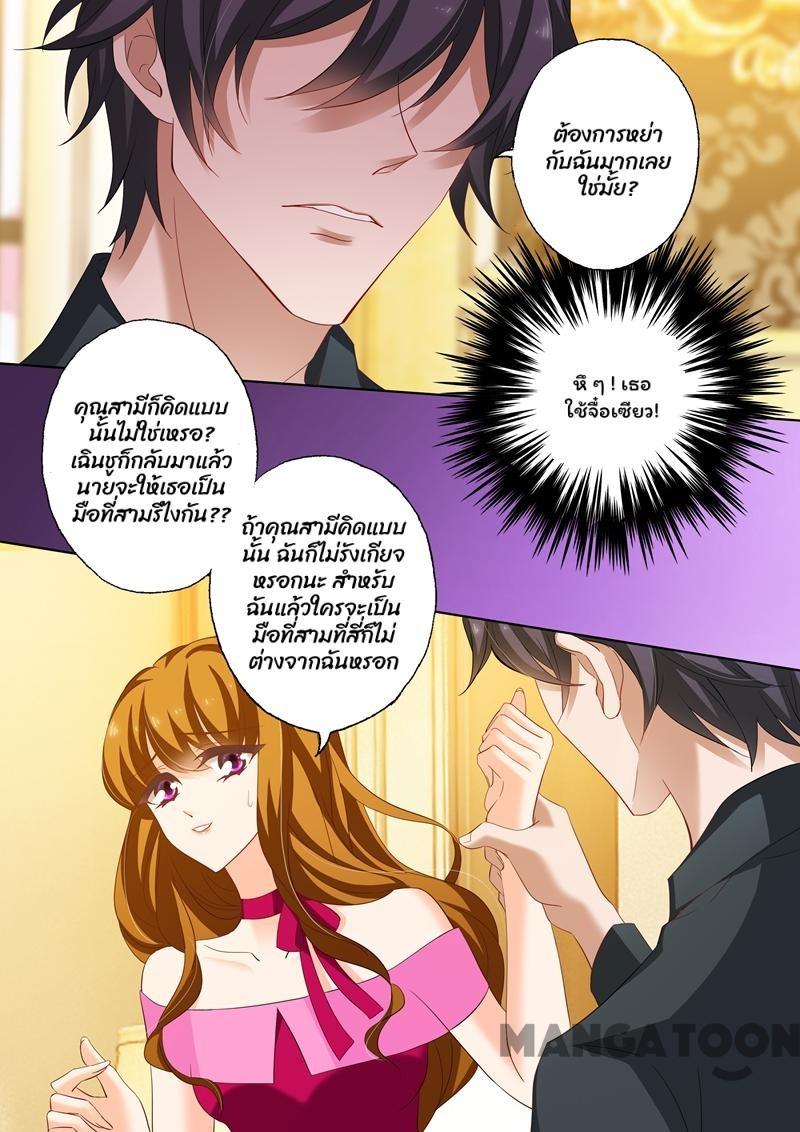 ต้องการหย่า
กับฉันมากเลย
ใช่มั้ย?
หึ ๆ ! เธอ
ใช้จื่อเซียว!
คุณสามีก็คิดแบบ
นั้นไม่ใช่เหรอ?
เฉินชูก็กลับมาแล้ว
นายจะให้เธอเป็น
มือที่สามรึไงกัน??
ถ้าคุณสามีคิดแบบ
นั้น ฉันก็ไม่รังเกียจ
หรอกนะ สำหรับ
ฉันแล้วใครจะเป็น
มือที่สามที่สี่ก็ไม่
ต่างจากฉันหรอก
MANGATOON